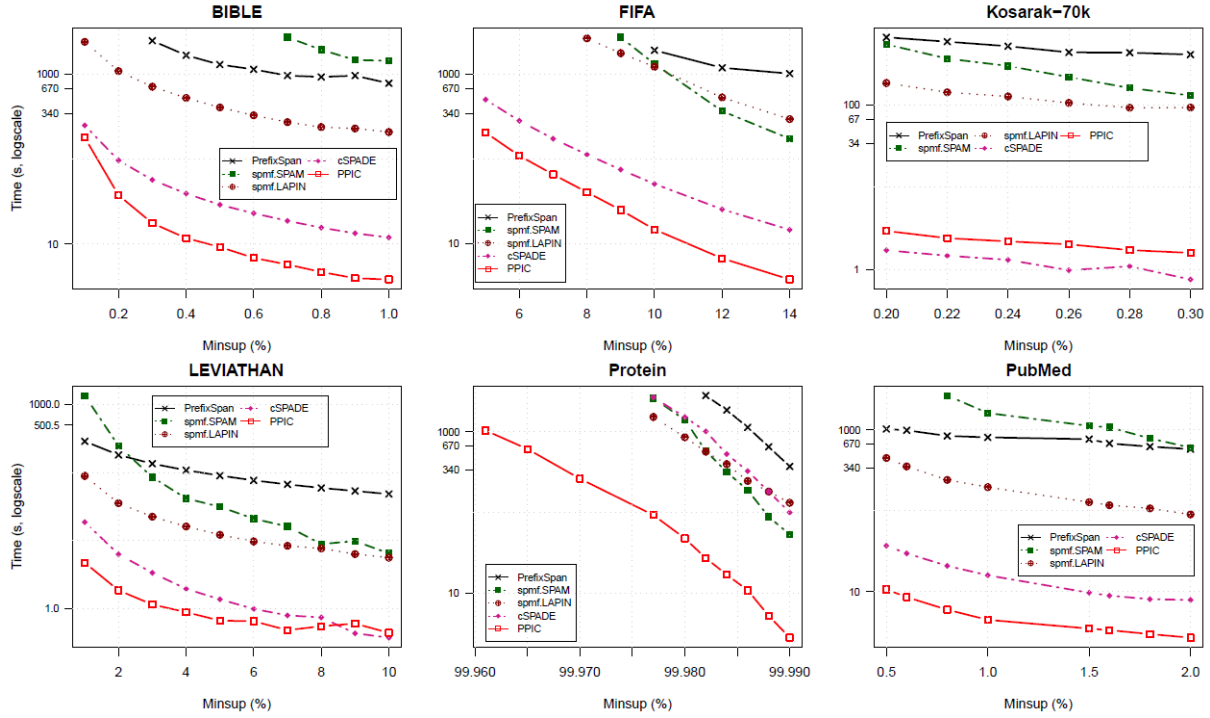 BIBLE
Time (s, logscale)
1000
670
340
10
PrefixSpan
spmf.SPAM
spmf.LAPIN
cSPADE
PPIC
0.2 0.4 0.6 0.8 1.0
Minsup (%)
FIFA
1000
340
10
PrefixSpan
spmf.SPAM
spmf.LAPIN
cSPADE
PPIC
6 8 10 12 14
Minsup (%)
Kosarak−70k
100
67
34
1
PrefixSpan
spmf.SPAM
spmf.LAPIN
cSPADE
PPIC
0.20 0.22 0.24 0.26 0.28 0.30
Minsup (%)
LEVIATHAN
Time (s, logscale)
1000.0
500.5
1.0
PrefixSpan
spmf.SPAM
spmf.LAPIN
cSPADE
PPIC
2 4 6 8 10
Minsup (%)
Protein
1000
670
340
10
PrefixSpan
spmf.SPAM
spmf.LAPIN
cSPADE
PPIC
99.960 99.970 99.980 99.990
Minsup (%)
PubMed
1000
670
340
10
PrefixSpan
spmf.SPAM
spmf.LAPIN
cSPADE
PPIC
0.5 1.0 1.5 2.0
Minsup (%)